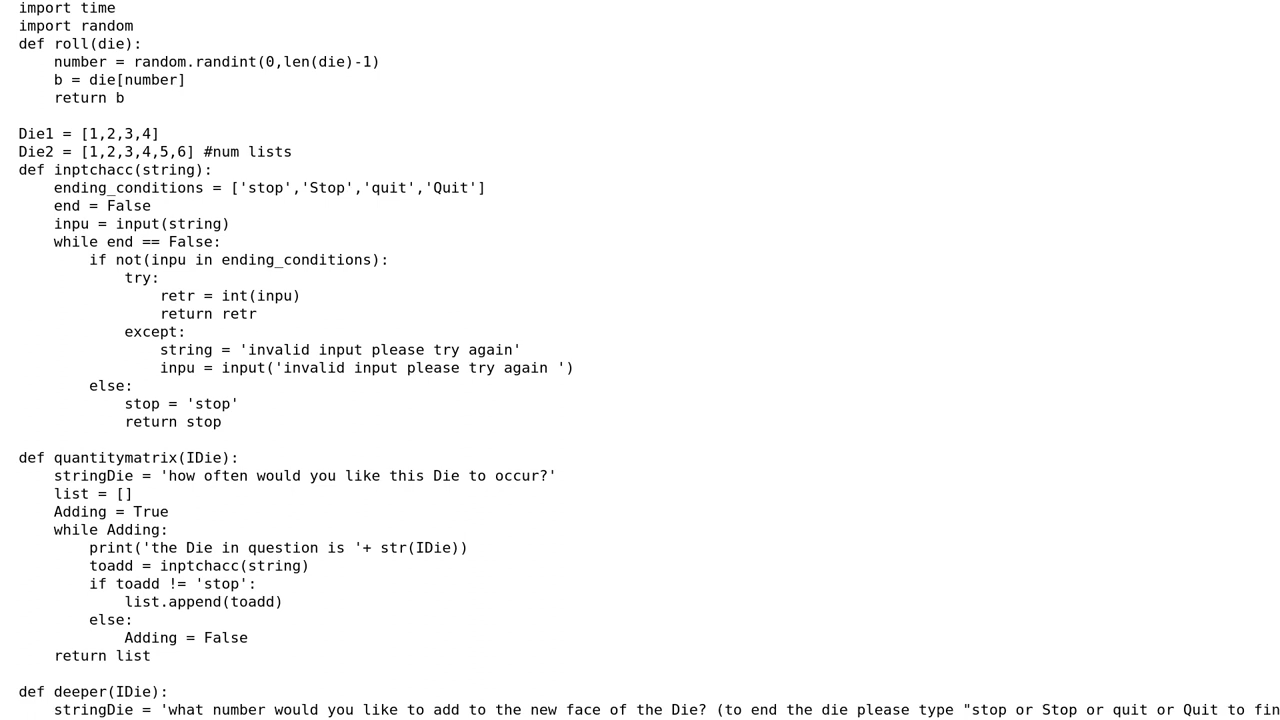 import time
import random
def roll(die):
    number = random.randint(0,len(die)-1)
    b = die[number]
    return b

Die1 = [1,2,3,4]
Die2 = [1,2,3,4,5,6] #num lists
def inptchacc(string):
    ending_conditions = ['stop','Stop','quit','Quit']
    end = False
    inpu = input(string)
    while end == False:
        if not(inpu in ending_conditions):
            try:
                retr = int(inpu)
                return retr
            except:
                string = 'invalid input please try again'
                inpu = input('invalid input please try again ')
        else:
            stop = 'stop'
            return stop

def quantitymatrix(IDie):
    stringDie = 'how often would you like this Die to occur?'
    list = []
    Adding = True
    while Adding:
        print('the Die in question is '+ str(IDie))
        toadd = inptchacc(string)
        if toadd != 'stop':
            list.append(toadd)
        else:
            Adding = False
    return list

def deeper(IDie):
    stringDie = 'what number would you like to add to the new face of the Die? (to end the die please type "stop or Stop or quit or Quit to fin